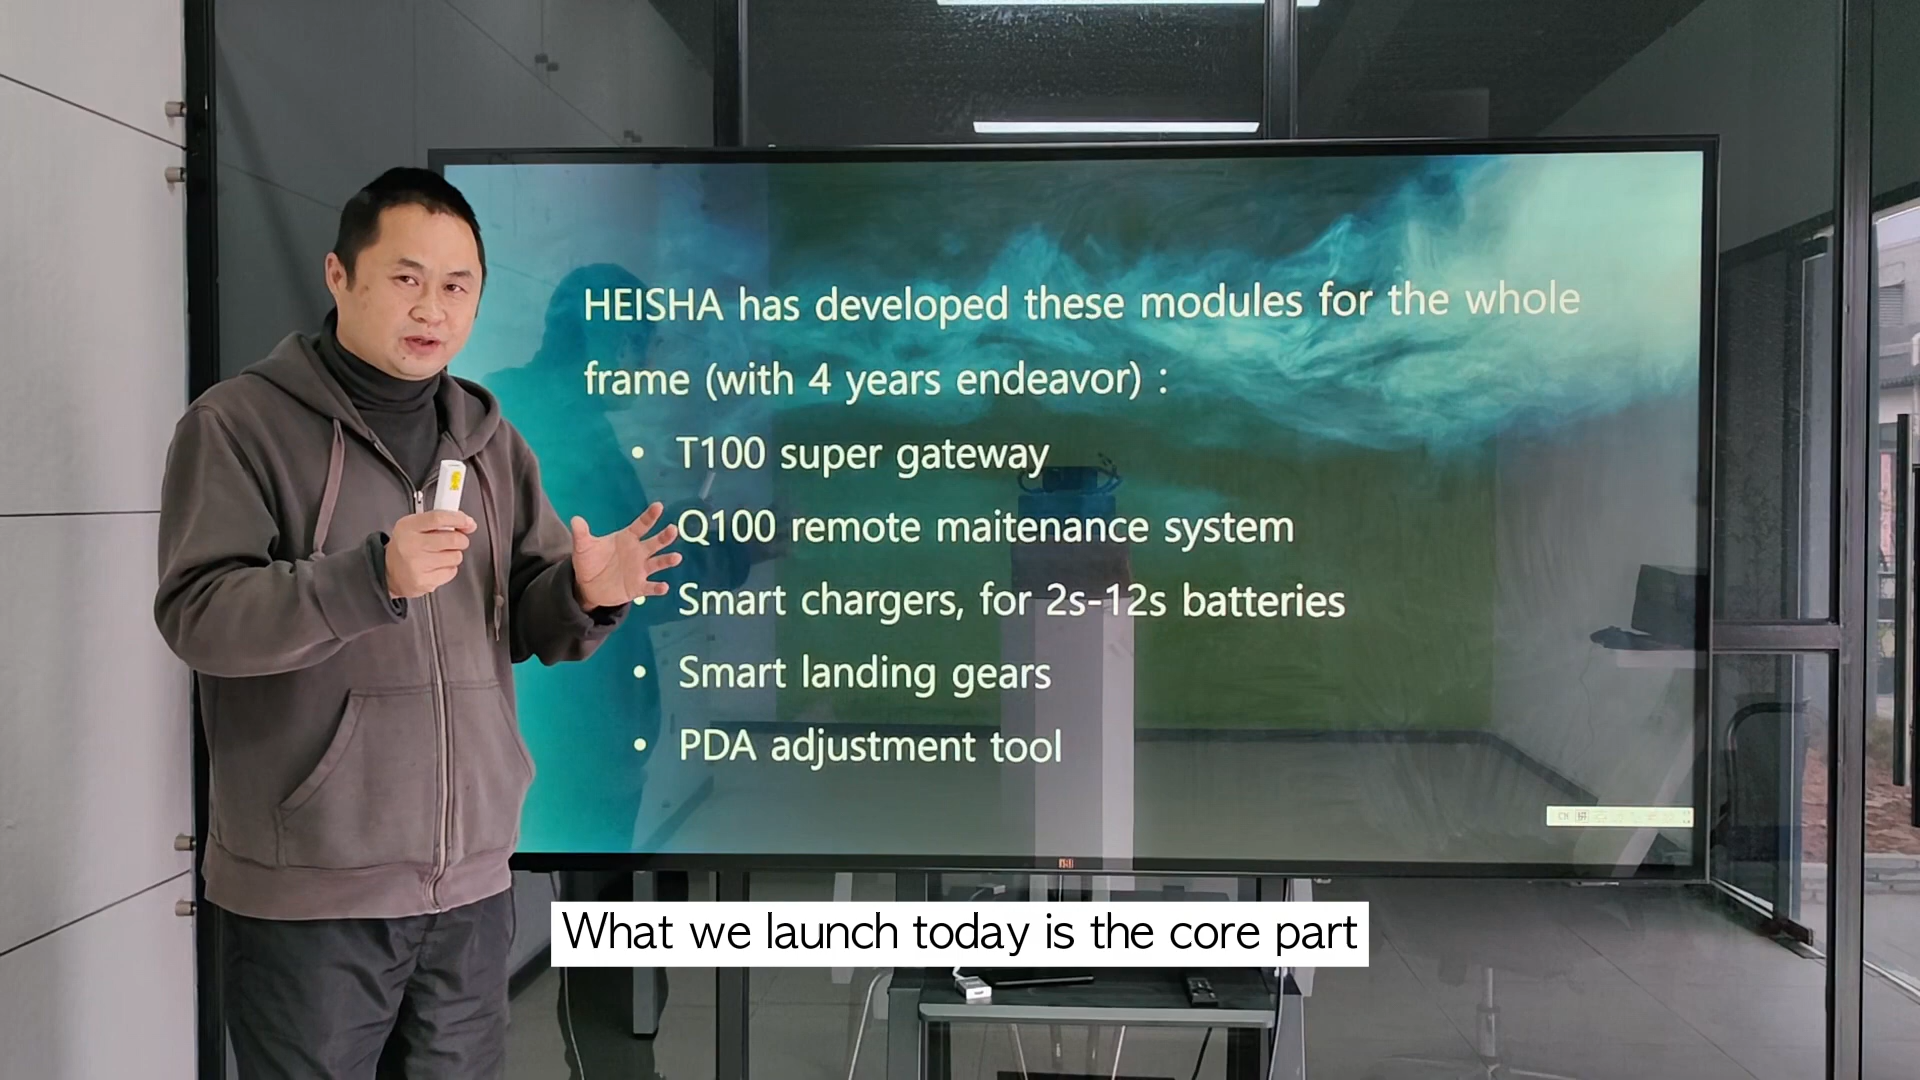 HEISHA has developed these modules for the whole
frame (with 4 years endeavor) :
• T100 super gateway
Q100 remote maitenance system
• Smart chargers, for 2s-12s batteries
• Smart landing gears
• PDA adjustment tool
CH 拼
What we launch today is the core part